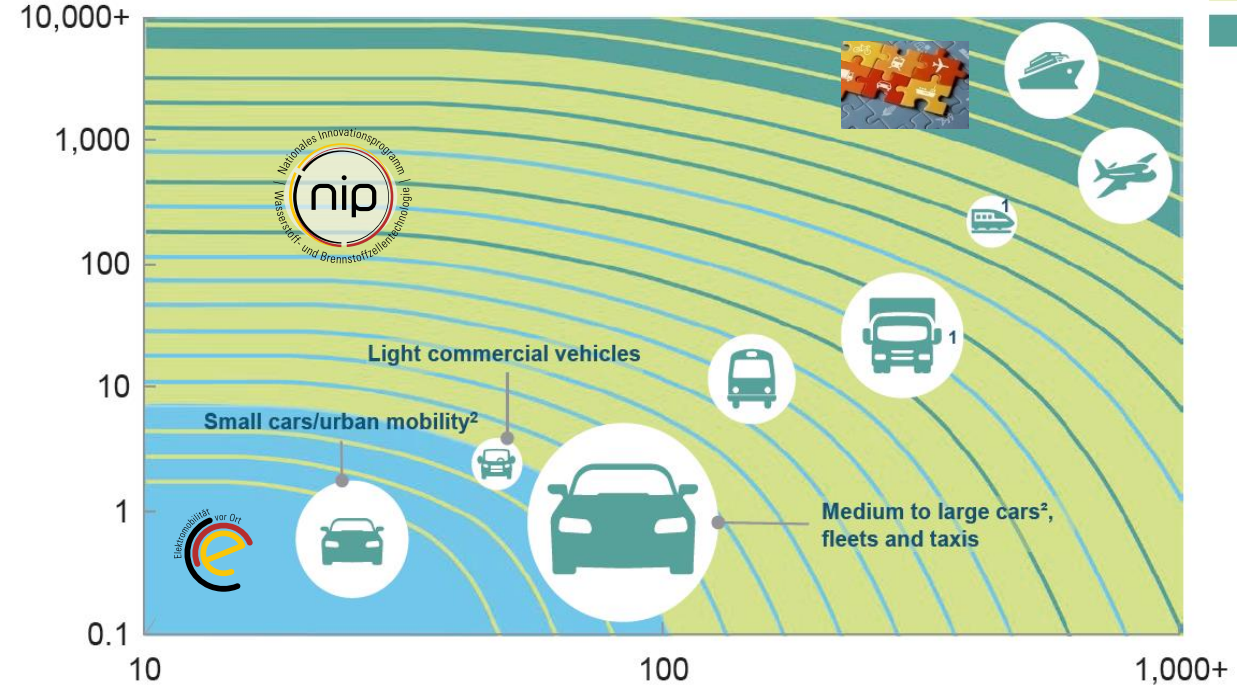 10,000+
1,000
100
10
1
0.1
10
100
1,000+
Nationales Innovationsprogramm
| Wasserstoff- und Brennstoffzellentechnologie |
nip
1
1
Light commercial vehicles
Small cars/urban mobility²
Elektromobilität vor Ort
e
Medium to large cars²,
fleets and taxis